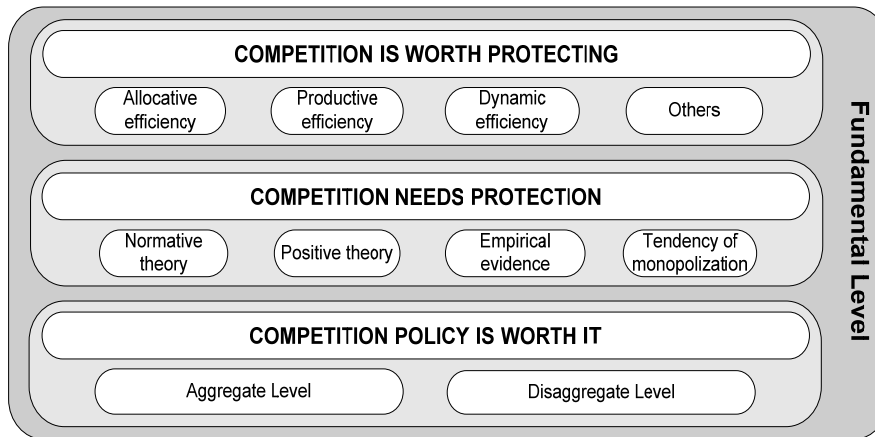 COMPETITION IS WORTH PROTECTING
Allocative
efficiency
Productive
efficiency
Dynamic
efficiency
Others
COMPETITION NEEDS PROTECTION
Normative
theory
Positive theory
Empirical
evidence
Tendency of
monopolization
COMPETITION POLICY IS WORTH IT
Aggregate Level
Disaggregate Level
Fundamental Level